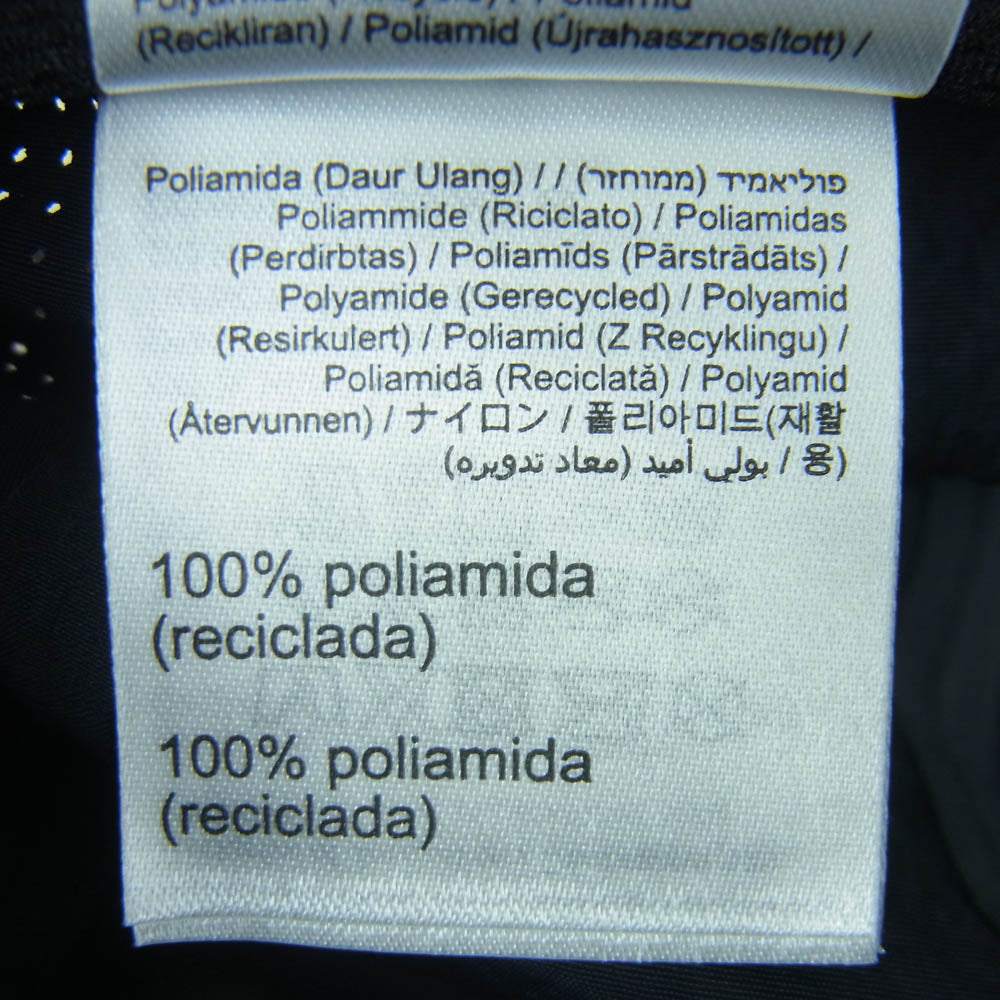 (Recikliran) / Poliamid (Újrahasznosított) /
Poliamida (Daur Ulang) / / פוליאמיד (ממוחזר)
Poliammide (Riciclato) / Poliamidas
(Perdirbtas) / Poliamīds (Pārstrādāts) /
Polyamide (Gerecycled) / Polyamid
(Resirkulert) / Poliamid (Z Recyklingu) /
Poliamidă (Reciclată) / Polyamid
(Återvunnen) / ナイロン / 폴리아미드(재활
용) / بولي أميد (معاد تدويره)
100% poliamida
(reciclada)
100% poliamida
(reciclada)